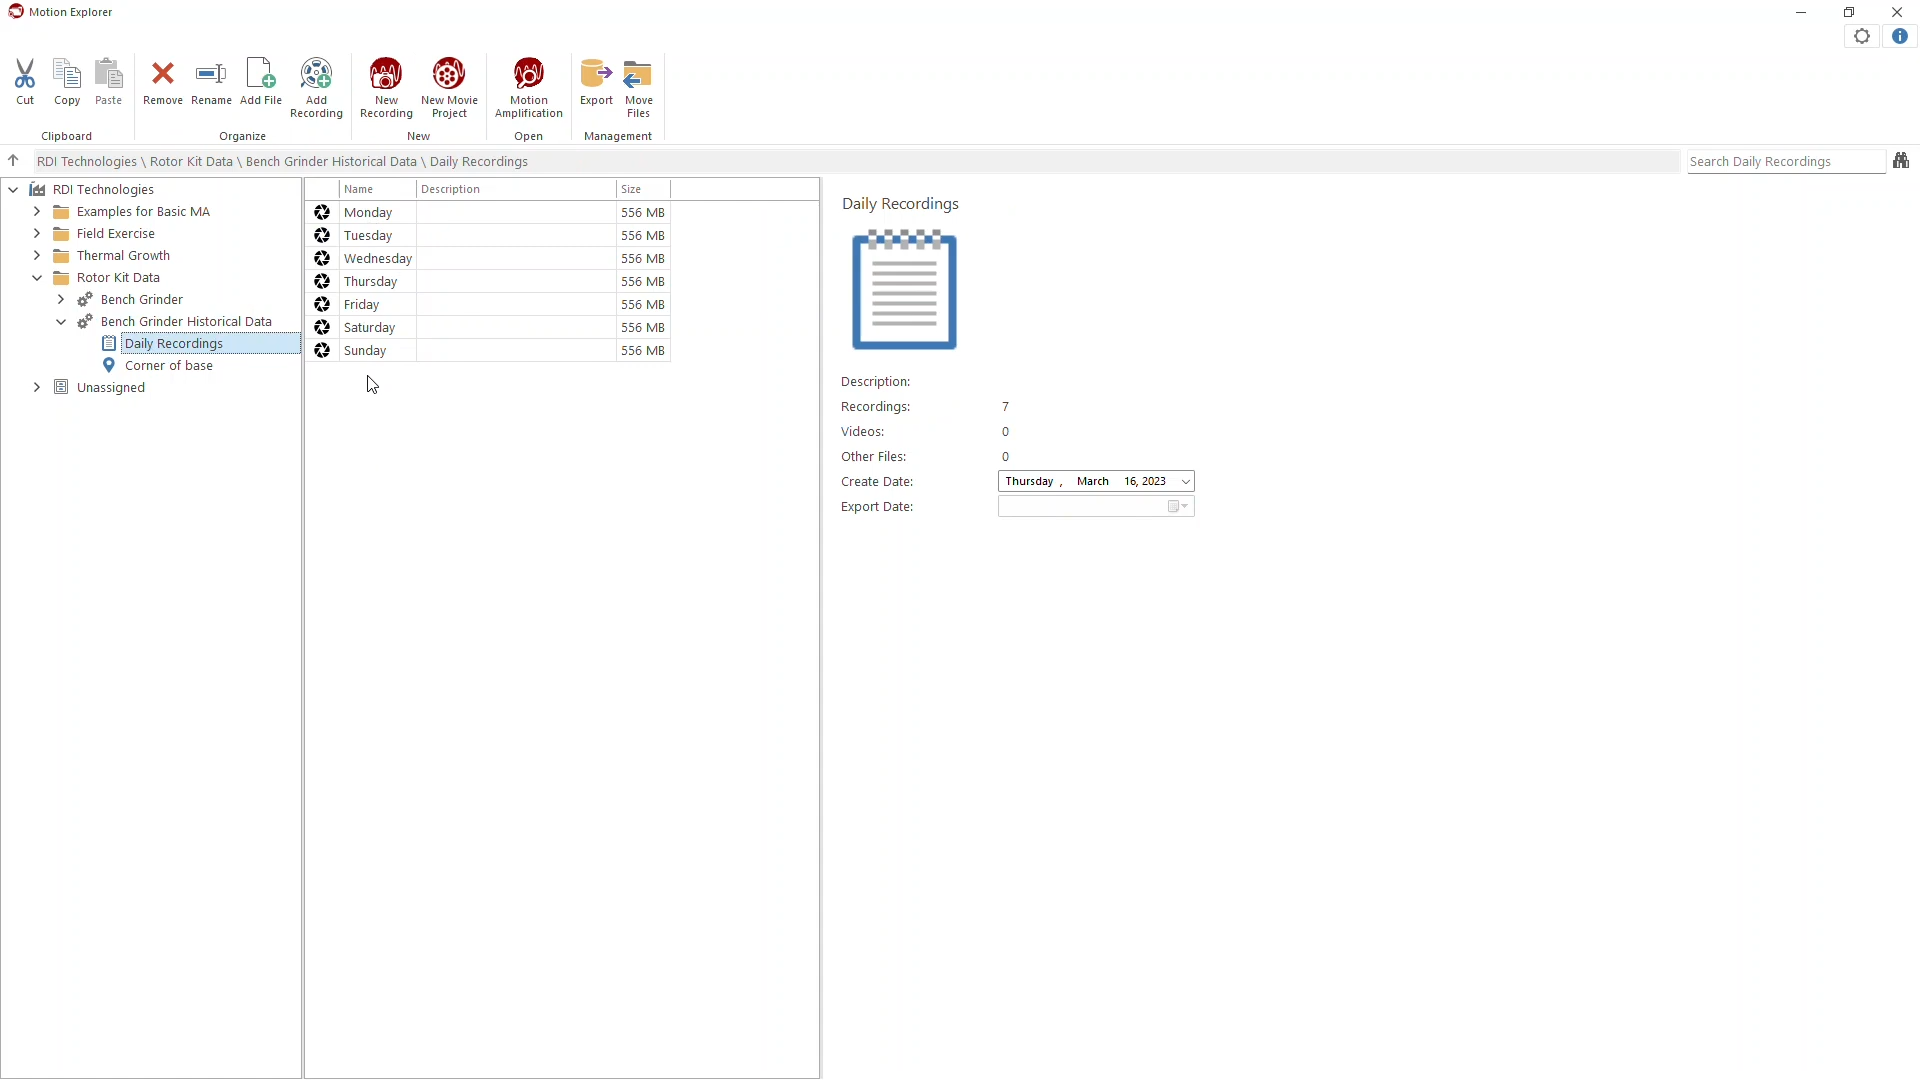 Motion Explorer
Cut
Copy
Paste
Remove
Rename
Add File
Add
Recording
New
Recording
New Movie
Project
Motion
Amplification
Export
Move
Files
Clipboard
Organize
New
Open
Management
RDI Technologies \ Rotor Kit Data \ Bench Grinder Historical Data \ Daily Recordings
Search Daily Recordings
RDI Technologies
Examples for Basic MA
Field Exercise
Thermal Growth
Rotor Kit Data
Bench Grinder
Bench Grinder Historical Data
Daily Recordings
Corner of base
Unassigned
Name Description Size
Monday 556 MB
Tuesday 556 MB
Wednesday 556 MB
Thursday 556 MB
Friday 556 MB
Saturday 556 MB
Sunday 556 MB
Daily Recordings
Description:
Recordings: 7
Videos: 0
Other Files: 0
Create Date: Thursday , March 16, 2023
Export Date: